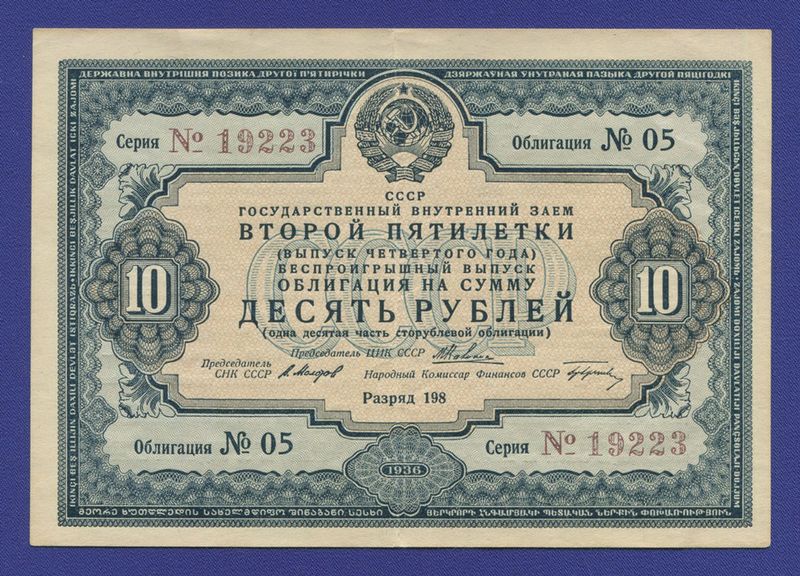 ДЕРЖАВНА ВНУТРІШНЯ ПОЗИКА ДРУГОЇ П'ЯТИРІЧКИ
ДЗЯРЖАЎНАЯ УНУТРАНАЯ ПАЗЫКА ДРУГОЙ ПЯЦІГОДКІ
Серия № 19223
Облигация № 05
СССР
ГОСУДАРСТВЕННЫЙ ВНУТРЕННИЙ ЗАЕМ
ВТОРОЙ ПЯТИЛЕТКИ
(ВЫПУСК ЧЕТВЕРТОГО ГОДА)
БЕСПРОИГРЫШНЫЙ ВЫПУСК
ОБЛИГАЦИЯ НА СУММУ
10
ДЕСЯТЬ РУБЛЕЙ
10
(одна десятая часть сторублевой облигации)
Председатель ЦИК СССР
Председатель
СНК СССР
Народный Комиссар Финансов СССР
Разряд 198
Облигация № 05
Серия № 19223
1936